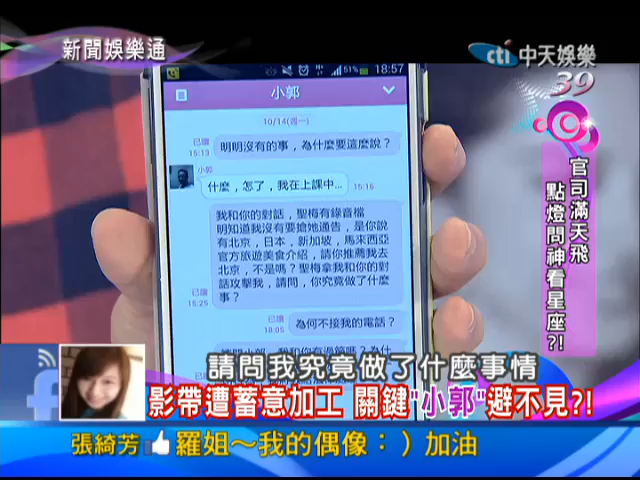 新聞娛樂通
cti 中天娛樂
39
官司滿天飛
點燈問神看星座?!
51% 18:57
小郭
10/14(週一)
已讀
15:13
明明沒有的事，為什麼要這麼說？
小郭
什麼，怎了，我在上課中...
15:16
我和你的對話，聖梅有錄音檔
明知道我沒有要搶她通告，是你說
有北京，日本，新加坡，馬來西亞
官方旅遊美食介紹，請你推薦我去
北京，不是嗎？聖梅拿我和你的對
話攻擊我，請問，你究竟做了什麼
事？
已讀
15:25
已讀
18:05
為何不接我的電話？
已讀
請問我究竟做了什麼事情
影帶遭蓄意加工 關鍵"小郭"避不見?!
張綺芳 羅姐～我的偶像：）加油